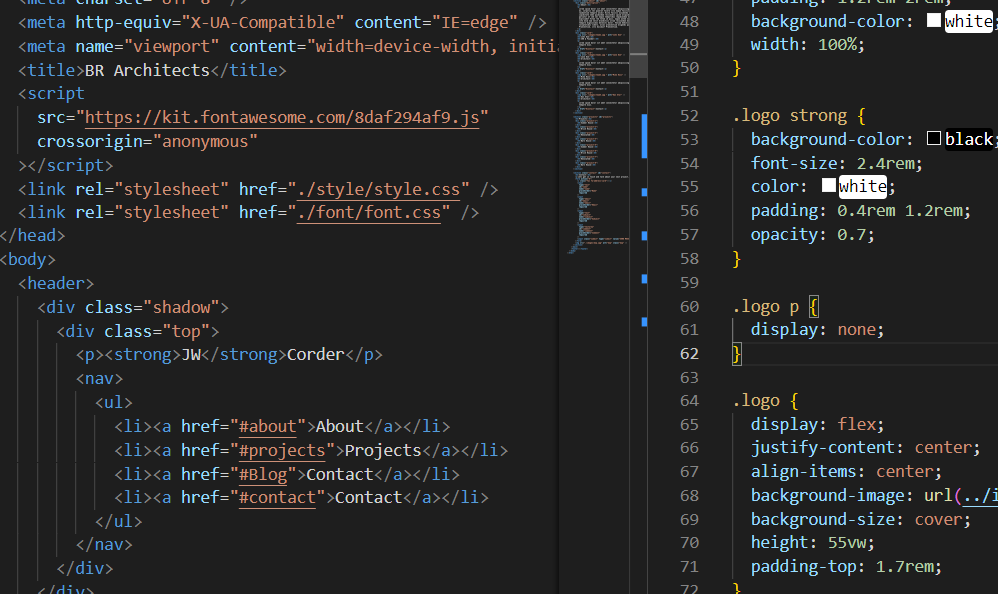 <meta charset="UTF-8" />
<meta http-equiv="X-UA-Compatible" content="IE=edge" />
<meta name="viewport" content="width=device-width, initia
<title>BR Architects</title>
<script
src="https://kit.fontawesome.com/8daf294af9.js"
crossorigin="anonymous"
></script>
<link rel="stylesheet" href="./style/style.css" />
<link rel="stylesheet" href="./font/font.css" />
</head>
<body>
<header>
<div class="shadow">
<div class="top">
<p><strong>JW</strong>Corder</p>
<nav>
<ul>
<li><a href="#about">About</a></li>
<li><a href="#projects">Projects</a></li>
<li><a href="#Blog">Contact</a></li>
<li><a href="#contact">Contact</a></li>
</ul>
</nav>
</div>
</div>
47 padding: 1.2rem 2rem;
48 background-color: white;
49 width: 100%;
50 }
51
52 .logo strong {
53 background-color: black;
54 font-size: 2.4rem;
55 color: white;
56 padding: 0.4rem 1.2rem;
57 opacity: 0.7;
58 }
59
60 .logo p {
61 display: none;
62 }
63
64 .logo {
65 display: flex;
66 justify-content: center;
67 align-items: center;
68 background-image: url(../i
69 background-size: cover;
70 height: 55vw;
71 padding-top: 1.7rem;
72 }